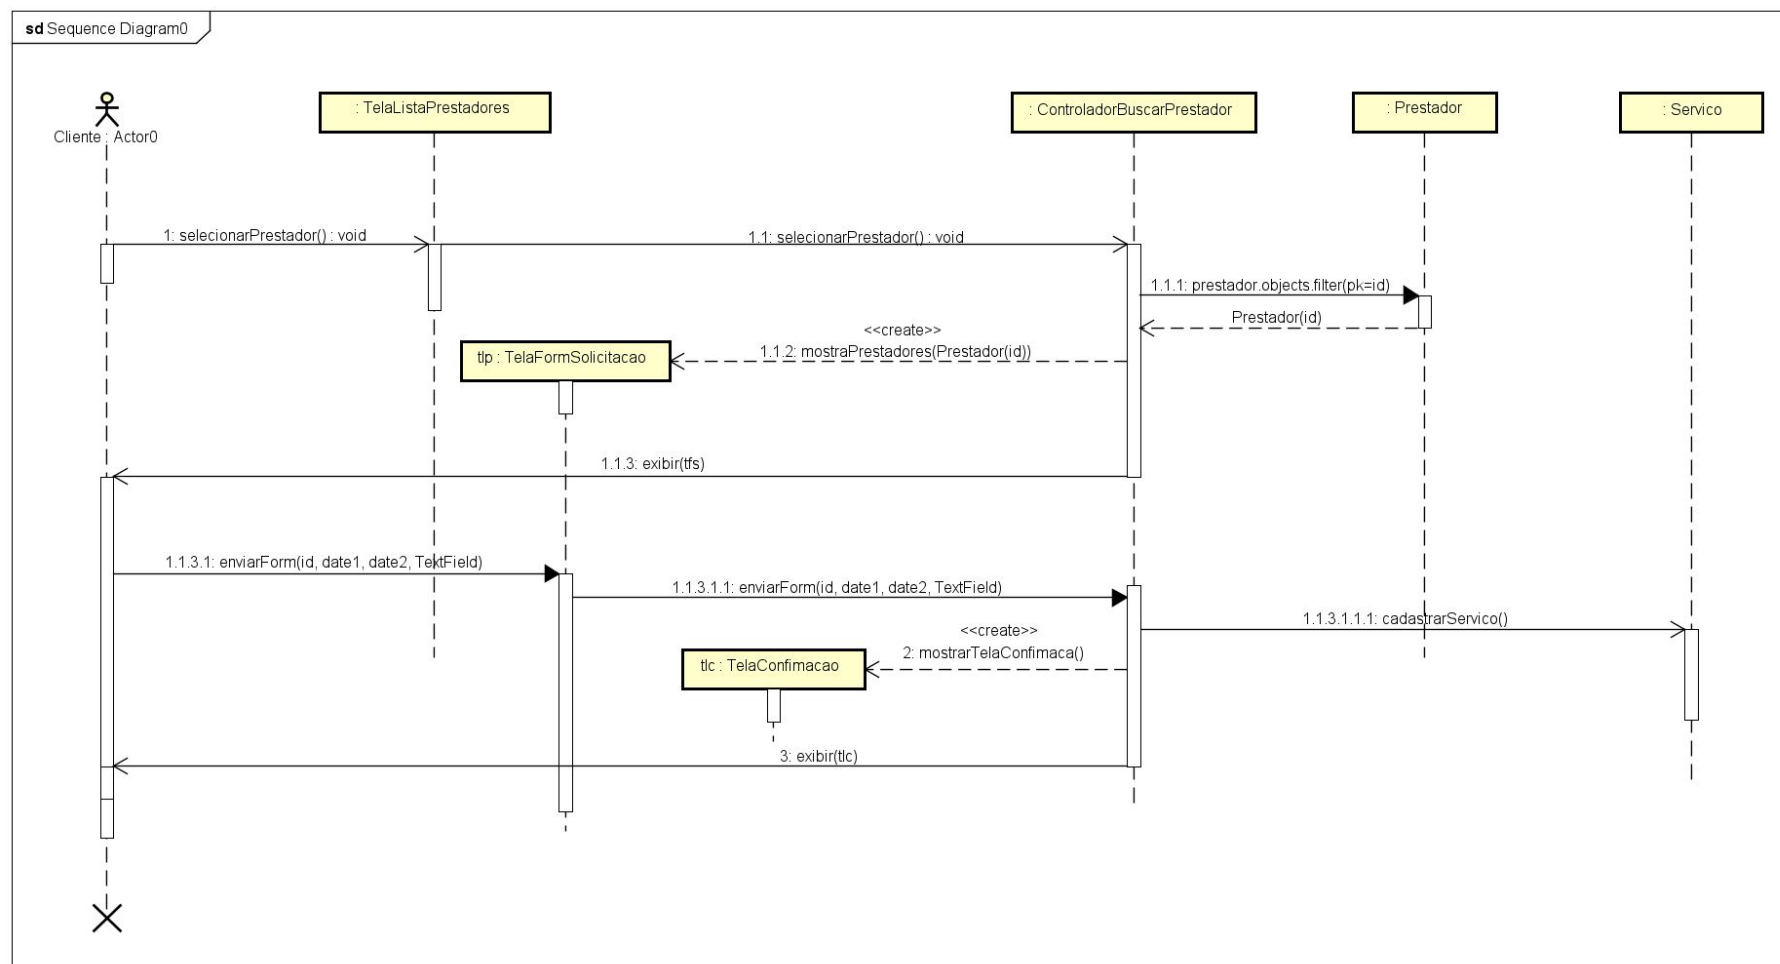 sd Sequence Diagram0
Cliente : Actor0
: TelaListaPrestadores
: ControladorBuscarPrestador
: Prestador
: Servico
1: selecionarPrestador() : void
1.1: selecionarPrestador() : void
1.1.1: prestador.objects.filter(pk=id)
Prestador(id)
<<create>>
1.1.2: mostraPrestadores(Prestador(id))
tlp : TelaFormSolicitacao
1.1.3: exibir(tfs)
1.1.3.1: enviarForm(id, date1, date2, TextField)
1.1.3.1.1: enviarForm(id, date1, date2, TextField)
1.1.3.1.1.1: cadastrarServico()
<<create>>
2: mostrarTelaConfimaca()
tlc : TelaConfimacao
3: exibir(tlc)